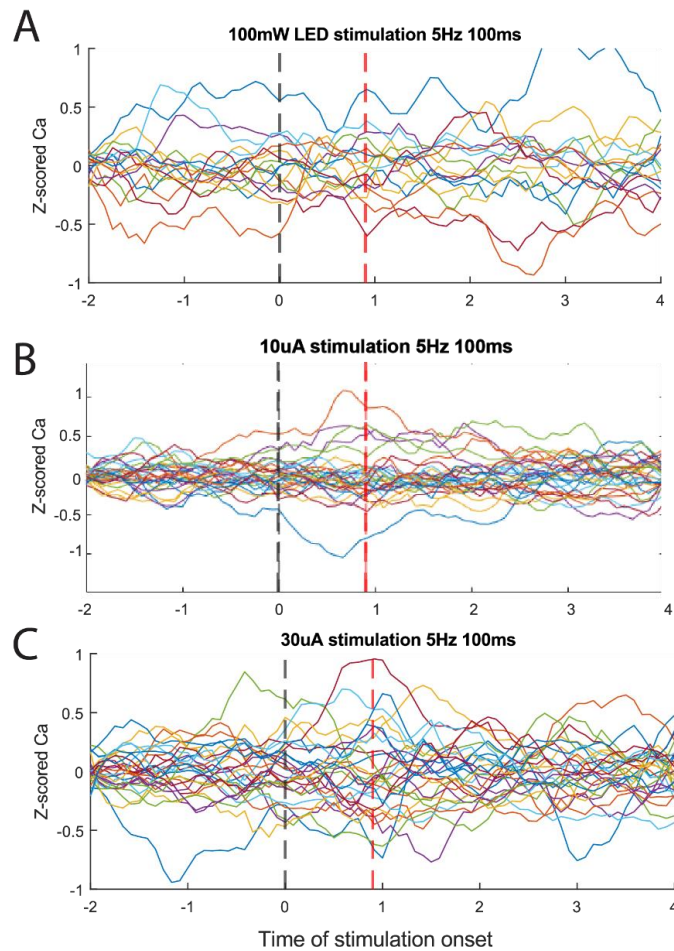 A
100mW LED stimulation 5Hz 100ms
1
0.5
0
-0.5
-1
Z-scored Ca
-2 -1 0 1 2 3 4
B
10uA stimulation 5Hz 100ms
1
0.5
0
-0.5
-1
Z-scored Ca
-2 -1 0 1 2 3 4
C
30uA stimulation 5Hz 100ms
1
0.5
0
-0.5
-1
Z-scored Ca
-2 -1 0 1 2 3 4
Time of stimulation onset